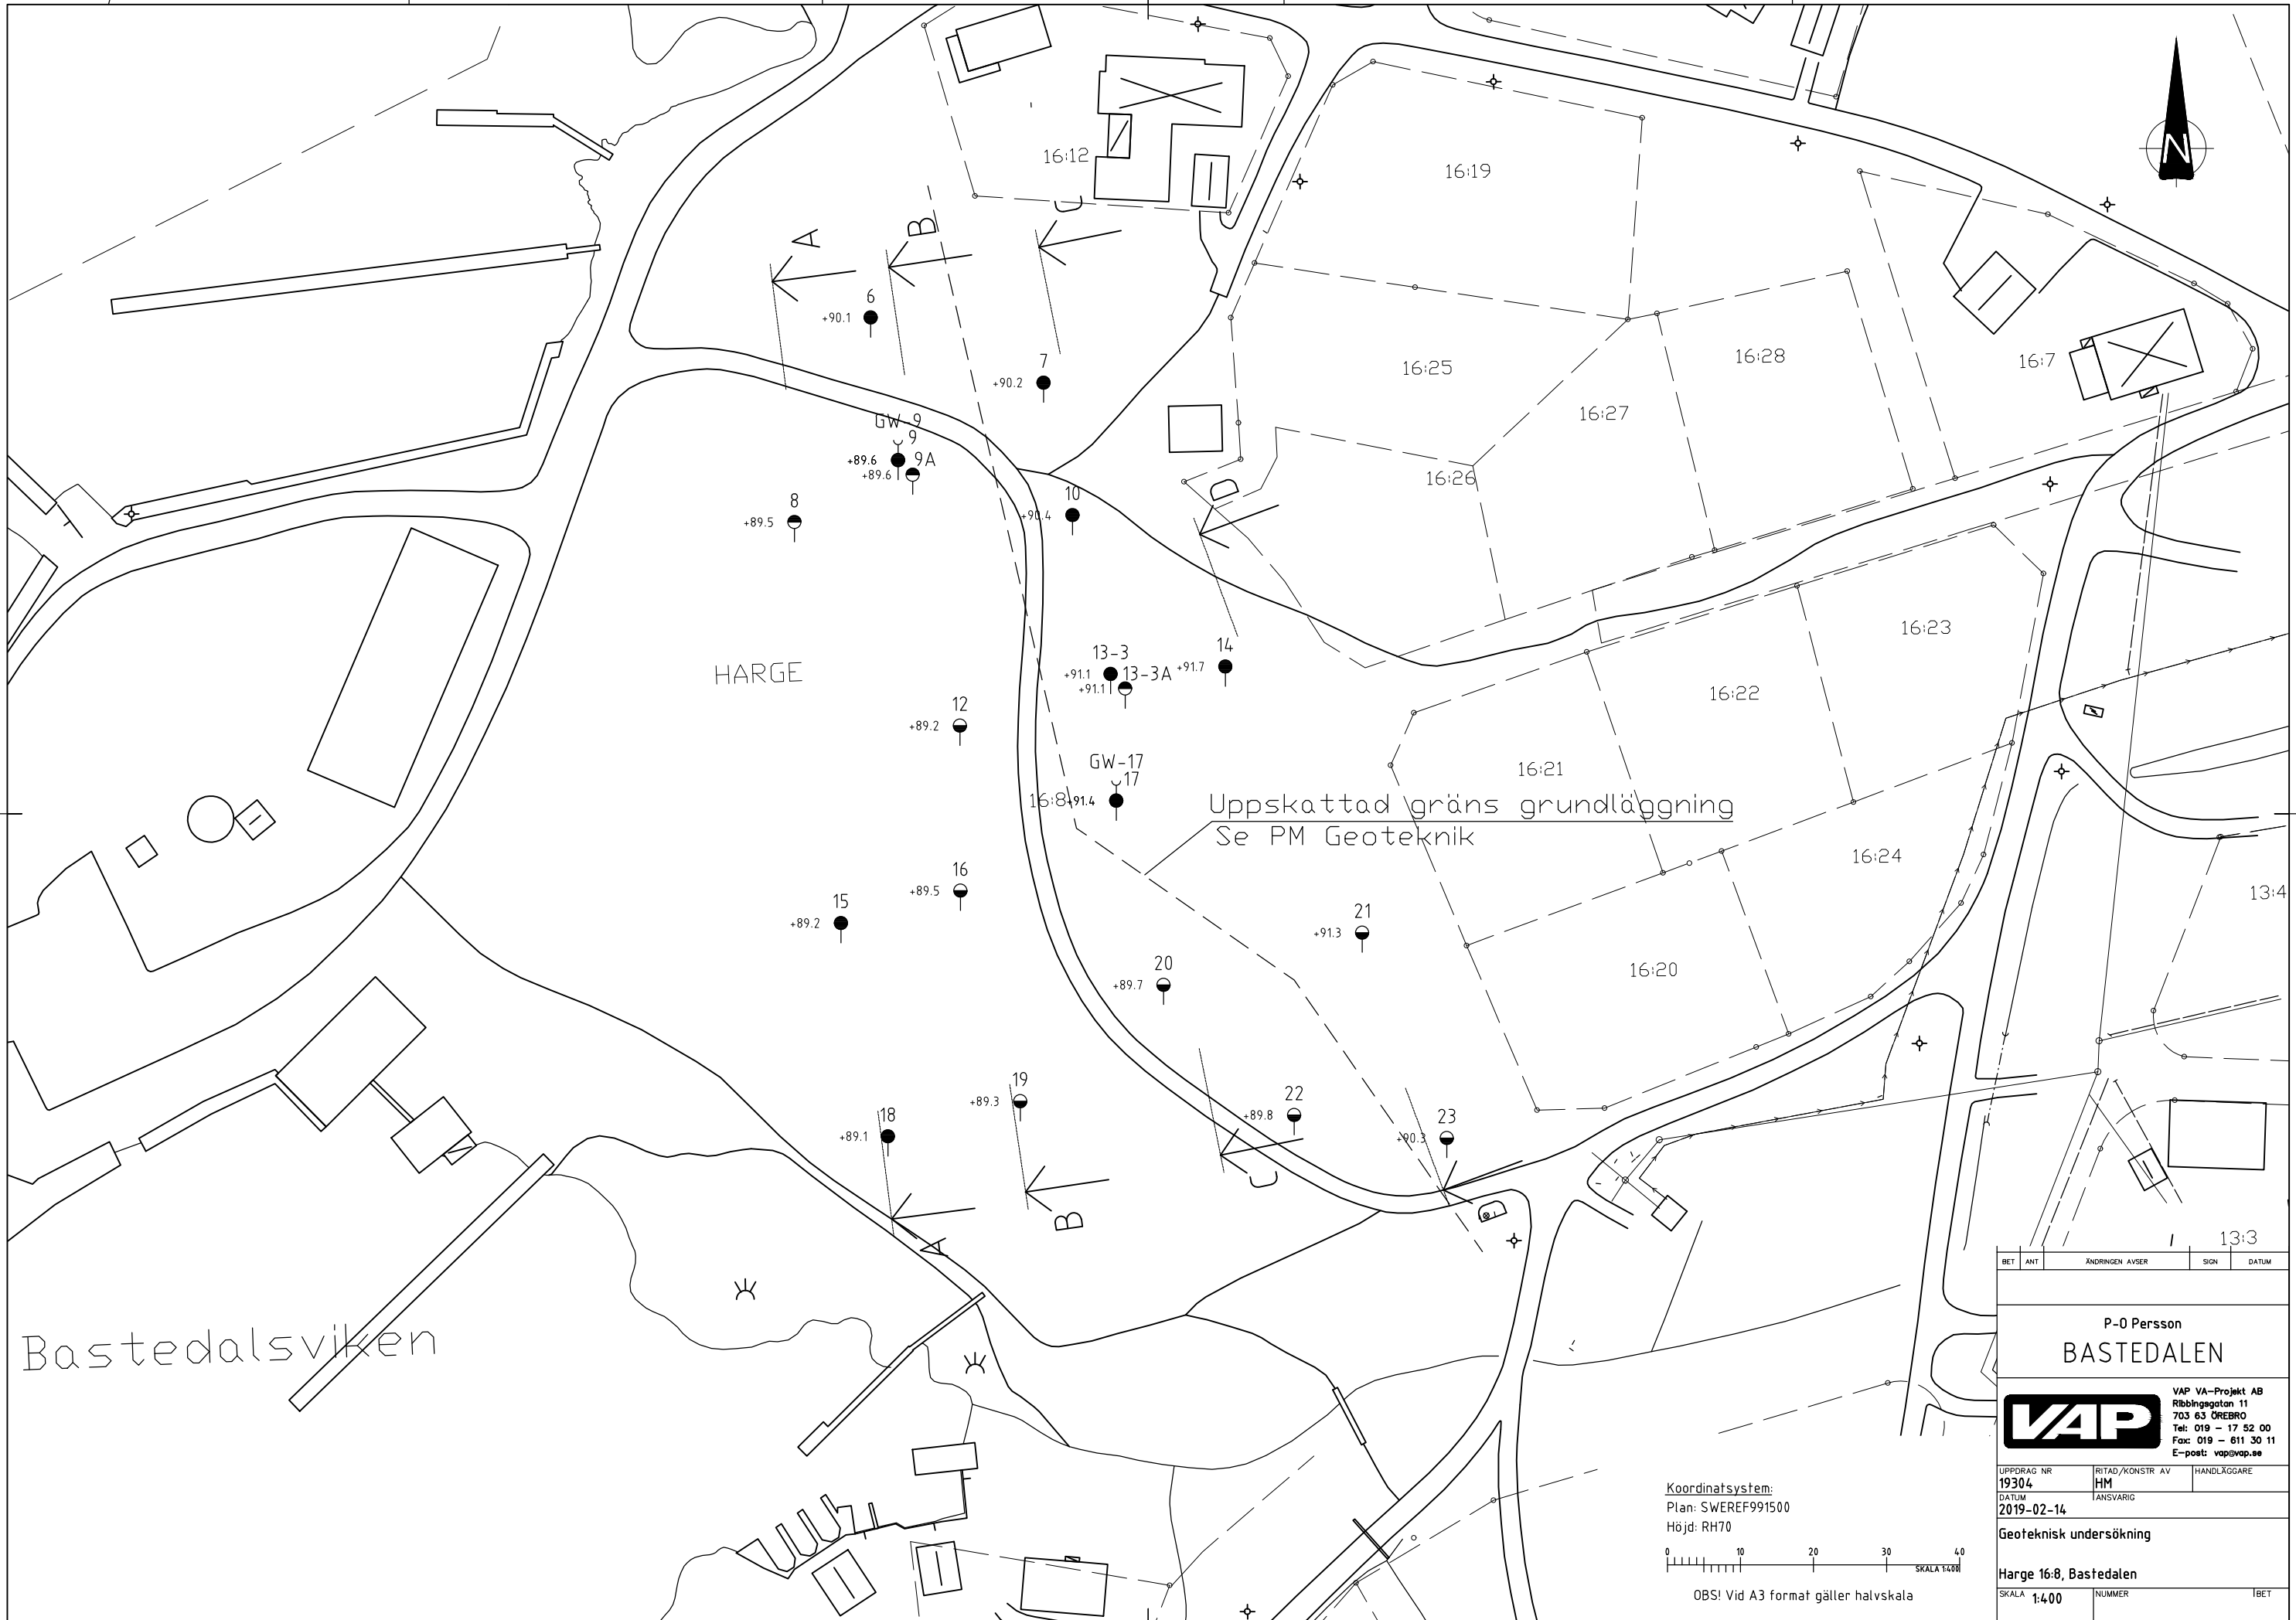 N
16:12
16:19
A
B
C
6
+90.1
7
+90.2
16:25
16:28
16:7
16:27
GW-9
9
+89.6
9A
+89.6
8
+89.5
10
+90.4
16:26
D
HARGE
13-3
+91.1
13-3A
+91.1
14
+91.7
16:23
16:22
12
+89.2
GW-17
17
16:8
+91.4
16:21
Uppskattad gräns grundläggning
Se PM Geoteknik
16:24
13:4
16
+89.5
15
+89.2
21
+91.3
20
+89.7
16:20
19
+89.3
18
+89.1
22
+89.8
23
+90.3
A
B
C
D
13:3
Bastedalsviken
BET ANT ÄNDRINGEN AVSER SIGN DATUM
P-O Persson
BASTEDALEN
VAP
VAP VA-Projekt AB
Ribbingsgatan 11
703 63 ÖREBRO
Tel: 019 - 17 52 00
Fax: 019 - 611 30 11
E-post: vap@vap.se
UPPDRAG NR RITAD/KONSTR AV HANDLÄGGARE
19304 HM
DATUM ANSVARIG
2019-02-14
Geoteknisk undersökning
Harge 16:8, Bastedalen
SKALA 1:400 NUMMER BET
Koordinatsystem:
Plan: SWEREF991500
Höjd: RH70
0 10 20 30 40
SKALA 1:400
OBS! Vid A3 format gäller halvskala